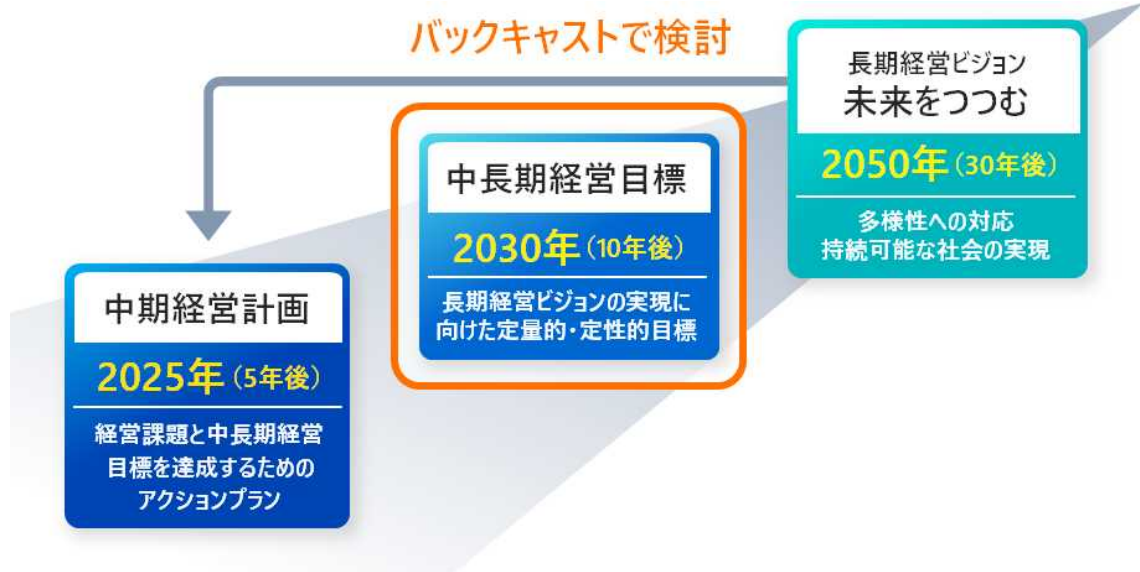 バックキャストで検討
長期経営ビジョン
未来をつつむ
2050年(30年後)
多様性への対応
持続可能な社会の実現
中長期経営目標
2030年(10年後)
長期経営ビジョンの実現に
向けた定量的・定性的目標
中期経営計画
2025年(5年後)
経営課題と中長期経営
目標を達成するための
アクションプラン